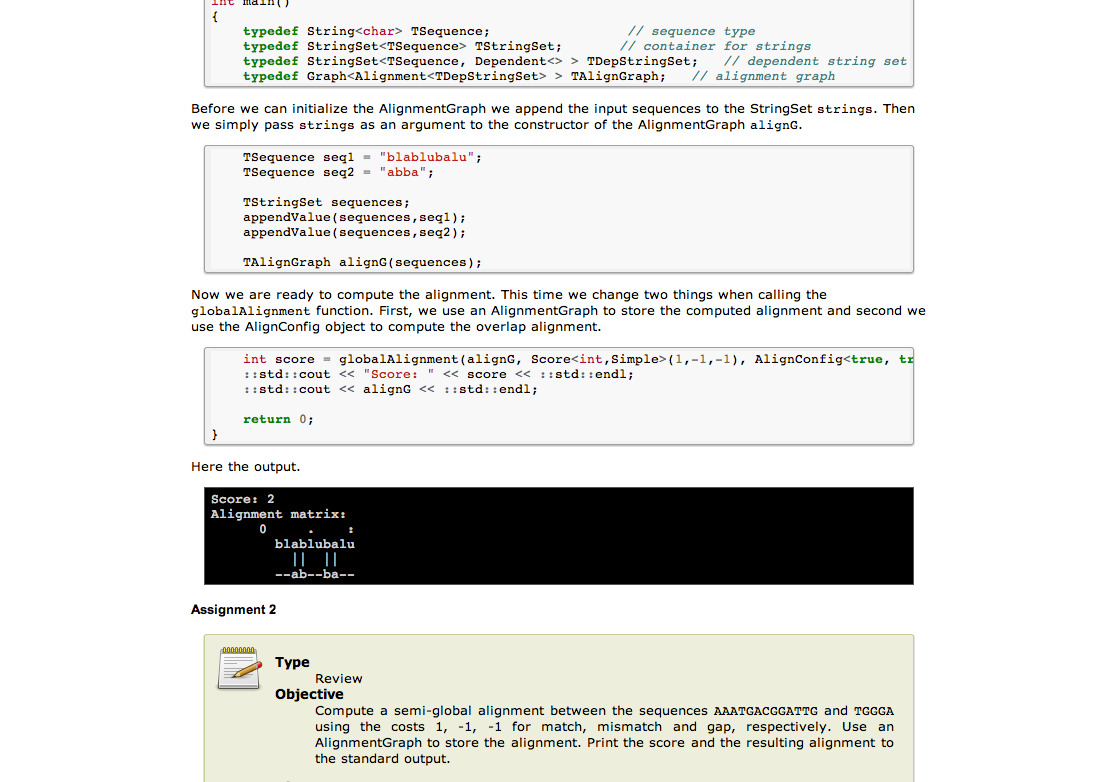 int main()
{
    typedef String<char> TSequence;                 // sequence type
    typedef StringSet<TSequence> TStringSet;       // container for strings
    typedef StringSet<TSequence, Dependent<> > TDepStringSet;   // dependent string set
    typedef Graph<Alignment<TDepStringSet> > TAlignGraph;   // alignment graph
Before we can initialize the AlignmentGraph we append the input sequences to the StringSet strings. Then
we simply pass strings as an argument to the constructor of the AlignmentGraph alignG.
    TSequence seq1 = "blablubalu";
    TSequence seq2 = "abba";
    TStringSet sequences;
    appendValue(sequences,seq1);
    appendValue(sequences,seq2);
    TAlignGraph alignG(sequences);
Now we are ready to compute the alignment. This time we change two things when calling the
globalAlignment function. First, we use an AlignmentGraph to store the computed alignment and second we
use the AlignConfig object to compute the overlap alignment.
    int score = globalAlignment(alignG, Score<int,Simple>(1,-1,-1), AlignConfig<true, tr
    ::std::cout << "Score: " << score << ::std::endl;
    ::std::cout << alignG << ::std::endl;
    return 0;
}
Here the output.
Score: 2
Alignment matrix:
      0     .    :
        blablubalu
          ||  ||
        --ab--ba--
Assignment 2
Type
Review
Objective
Compute a semi-global alignment between the sequences AAATGACGGATTG and TGGGA
using the costs 1, -1, -1 for match, mismatch and gap, respectively. Use an
AlignmentGraph to store the alignment. Print the score and the resulting alignment to
the standard output.